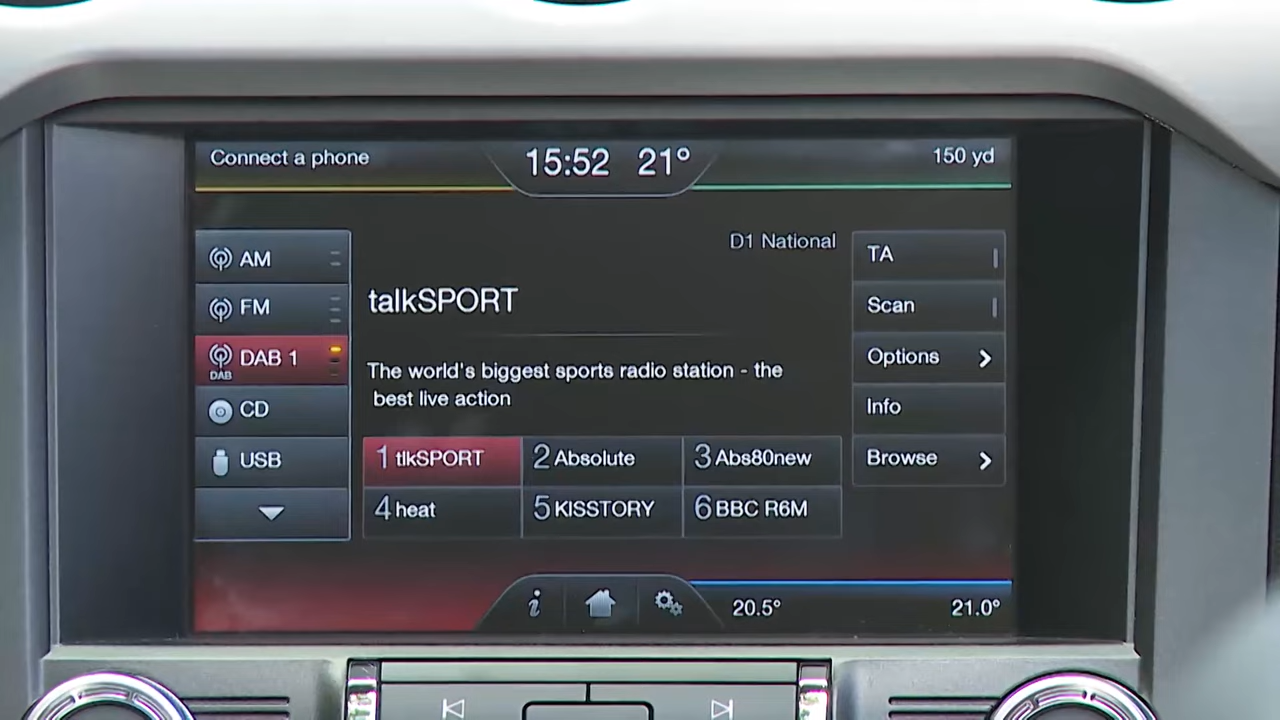 Connect a phone
15:52 21°
150 yd
D1 National
AM
FM
DAB 1
DAB
CD
USB
talkSPORT
The world's biggest sports radio station - the
best live action
1 tlkSPORT
2 Absolute
3 Abs80new
4 heat
5 KISSTORY
6 BBC R6M
TA
Scan
Options
Info
Browse
i
20.5°
21.0°